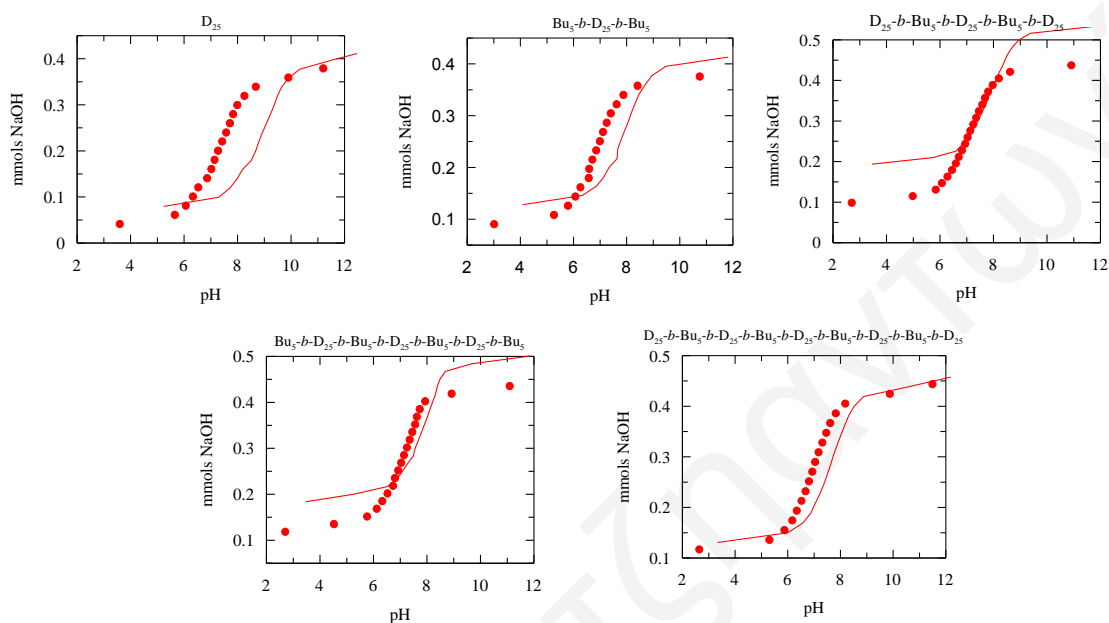 D₂₅
mmols NaOH
0.4
0.3
0.2
0.1
0
2 4 6 8 10 12
pH
Bu₅-b-D₂₅-b-Bu₅
mmols NaOH
0.4
0.3
0.2
0.1
2 4 6 8 10 12
pH
D₂₅-b-Bu₅-b-D₂₅-b-Bu₅-b-D₂₅
mmols NaOH
0.5
0.4
0.3
0.2
0.1
0
2 4 6 8 10 12
pH
Bu₅-b-D₂₅-b-Bu₅-b-D₂₅-b-Bu₅-b-D₂₅-b-Bu₅
mmols NaOH
0.5
0.4
0.3
0.2
0.1
2 4 6 8 10 12
pH
D₂₅-b-Bu₅-b-D₂₅-b-Bu₅-b-D₂₅-b-Bu₅-b-D₂₅-b-Bu₅-b-D₂₅
mmols NaOH
0.5
0.4
0.3
0.2
0.1
2 4 6 8 10 12
pH